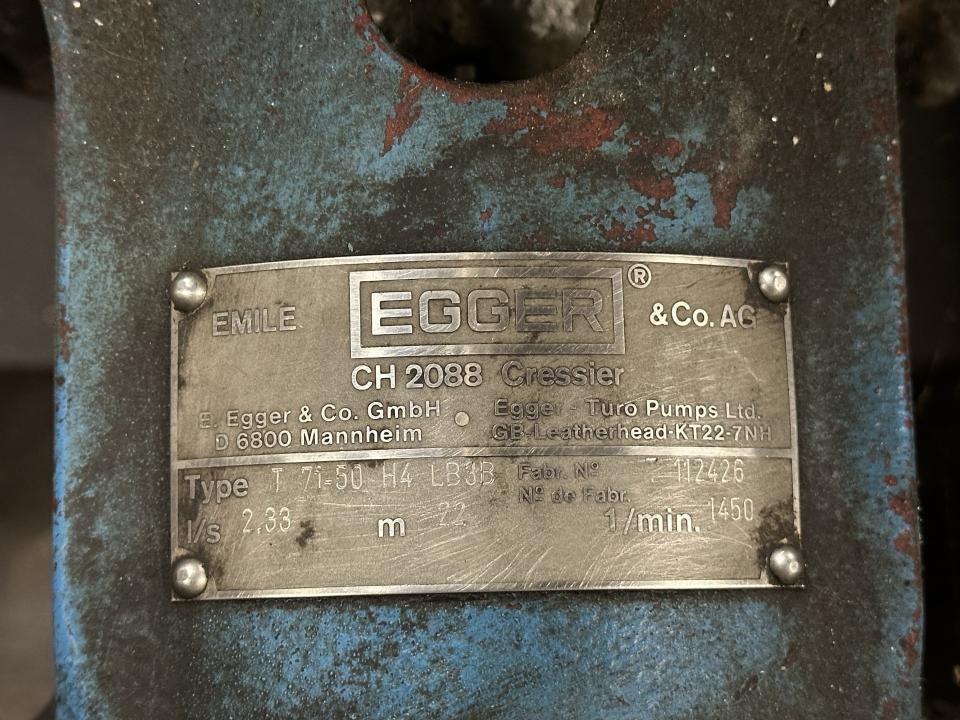 EMILE EGGER ® & Co. AG
CH 2088 Cressier
E. Egger & Co. GmbH
D 6800 Mannheim
Egger - Turo Pumps Ltd.
GB-Leatherhead-KT22-7NH
Type T 71-50 H4 LB3B
Fabr. Nº T 112426
Nº de Fabr.
l/s 2.33 m 22 1/min. 1450